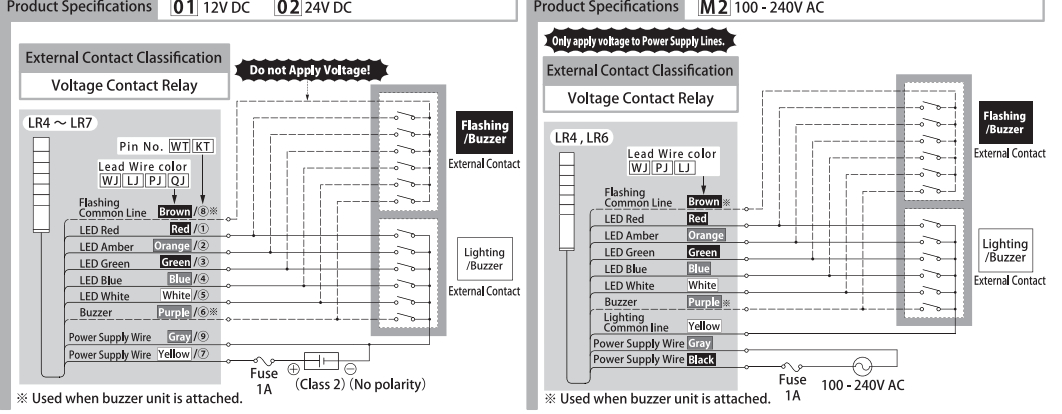 Product Specifications 01 12V DC 02 24V DC
External Contact Classification
Voltage Contact Relay
Do not Apply Voltage!
LR4 ～ LR7
Pin No. WT KT
Lead Wire color
WJ LJ PJ QJ
Flashing
Common Line Brown /⑧※
LED Red Red /①
LED Amber Orange /②
LED Green Green /③
LED Blue Blue /④
LED White White /⑤
Buzzer Purple /⑥※
Power Supply Wire Gray /⑨
Power Supply Wire Yellow /⑦
Fuse
1A
⊕ ⊖
(Class 2) (No polarity)
Flashing
/Buzzer
External Contact
Lighting
/Buzzer
External Contact
※ Used when buzzer unit is attached.
Product Specifications M2 100 - 240V AC
Only apply voltage to Power Supply Lines.
External Contact Classification
Voltage Contact Relay
LR4 , LR6
Lead Wire color
WJ PJ LJ
Flashing
Common Line Brown ※
LED Red Red
LED Amber Orange
LED Green Green
LED Blue Blue
LED White White
Buzzer Purple ※
Lighting
Common line Yellow
Power Supply Wire Gray
Power Supply Wire Black
Fuse
1A
100 - 240V AC
Flashing
/Buzzer
External Contact
Lighting
/Buzzer
External Contact
※ Used when buzzer unit is attached.